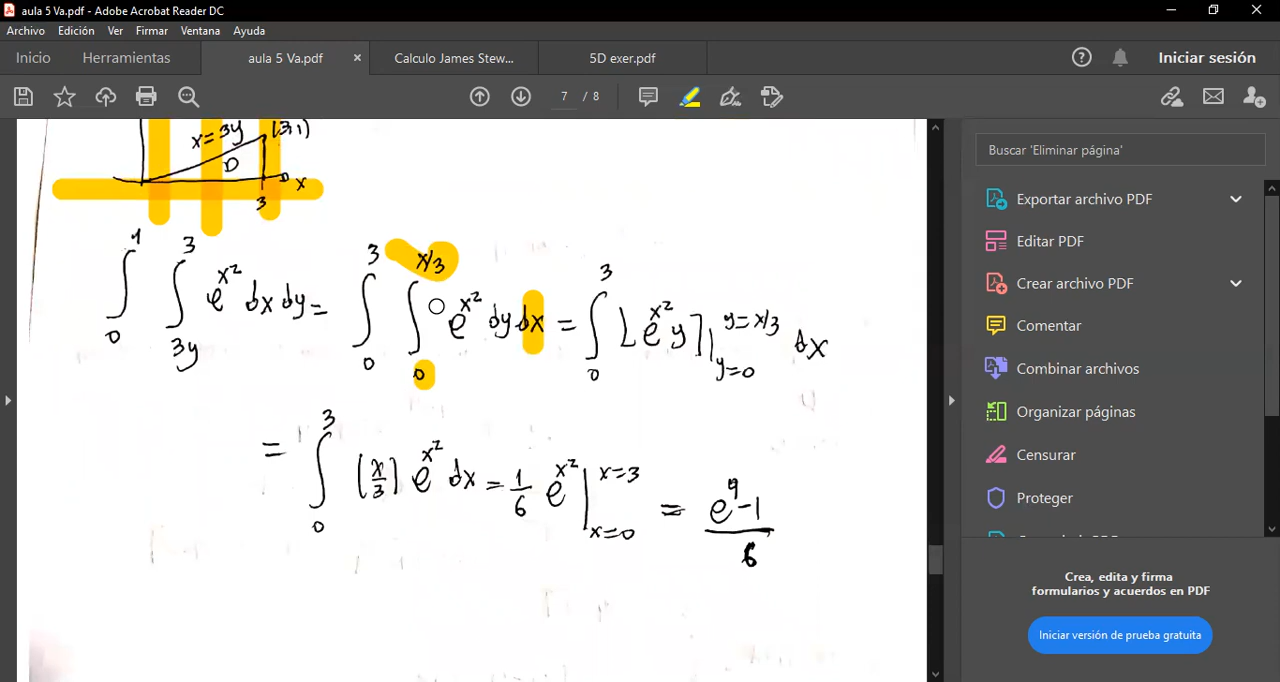 aula 5 Va.pdf - Adobe Acrobat Reader DC
Archivo Edición Ver Firmar Ventana Ayuda
Inicio Herramientas aula 5 Va.pdf × Calculo James Stew... 5D exer.pdf Iniciar sesión
7 / 8
x=3y (3,1)
D
x
3
∫₀¹ ∫₃ᵧ³ e^x² dx dy = ∫₀³ ∫₀^x/3 e^x² dy dx = ∫₀³ [e^x² y] |_y=0^y=x/3 dx
= ∫₀³ [x/3] e^x² dx = 1/6 e^x² |_x=0^x=3 = e^9-1/6
Buscar 'Eliminar página'
Exportar archivo PDF
Editar PDF
Crear archivo PDF
Comentar
Combinar archivos
Organizar páginas
Censurar
Proteger
Crea, edita y firma
formularios y acuerdos en PDF
Iniciar versión de prueba gratuita